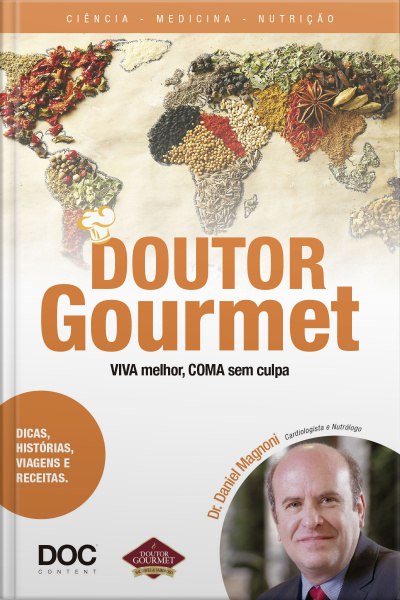 CIÊNCIA - MEDICINA - NUTRIÇÃO
DOUTOR
Gourmet
VIVA melhor, COMA sem culpa
DICAS,
HISTÓRIAS,
VIAGENS E
RECEITAS.
Dr. Daniel Magnoni
Cardiologista e Nutrólogo
DOC
CONTENT
DOUTOR
GOURMET